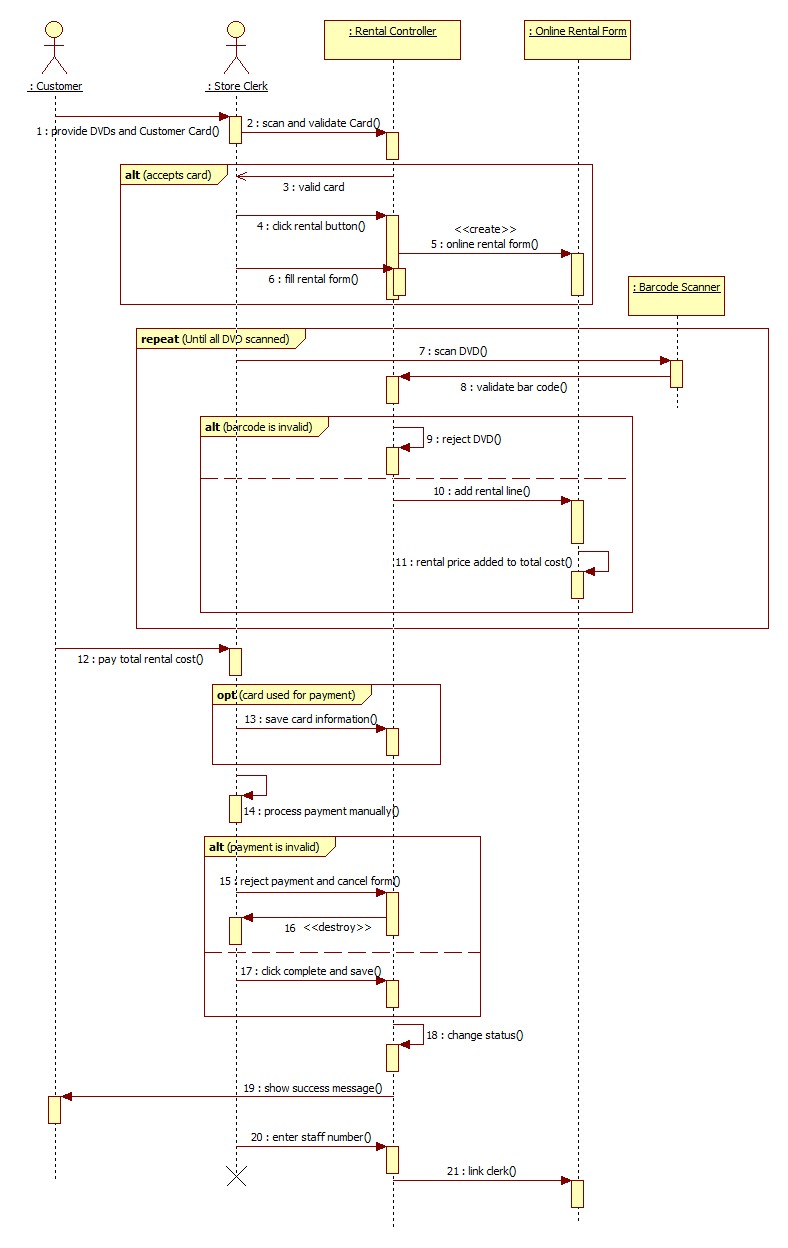 : Rental Controller
: Online Rental Form
: Customer
: Store Clerk
1 : provide DVDs and Customer Card()
2 : scan and validate Card()
alt (accepts card)
3 : valid card
4 : click rental button()
<<create>>
5 : online rental form()
6 : fill rental form()
: Barcode Scanner
repeat (Until all DVD scanned)
7 : scan DVD()
8 : validate bar code()
alt (barcode is invalid)
9 : reject DVD()
10 : add rental line()
11 : rental price added to total cost()
12 : pay total rental cost()
opt (card used for payment)
13 : save card information()
14 : process payment manually()
alt (payment is invalid)
15 : reject payment and cancel form()
16 <<destroy>>
17 : click complete and save()
18 : change status()
19 : show success message()
20 : enter staff number()
21 : link clerk()